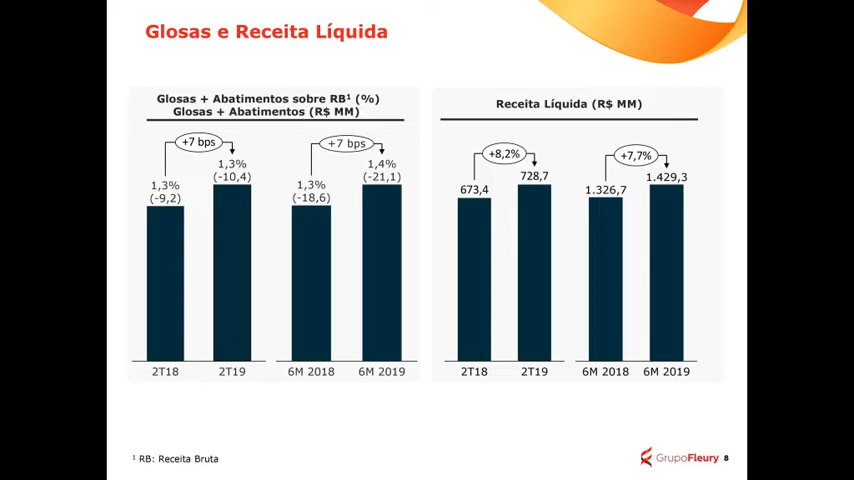 Glosas e Receita Líquida
Glosas + Abatimentos sobre RB¹ (%)
Glosas + Abatimentos (R$ MM)
+7 bps
+7 bps
1,3%
(-9,2)
1,3%
(-10,4)
1,3%
(-18,6)
1,4%
(-21,1)
2T18
2T19
6M 2018
6M 2019
Receita Líquida (R$ MM)
+8,2%
+7,7%
673,4
728,7
1.326,7
1.429,3
2T18
2T19
6M 2018
6M 2019
¹ RB: Receita Bruta
GrupoFleury
8